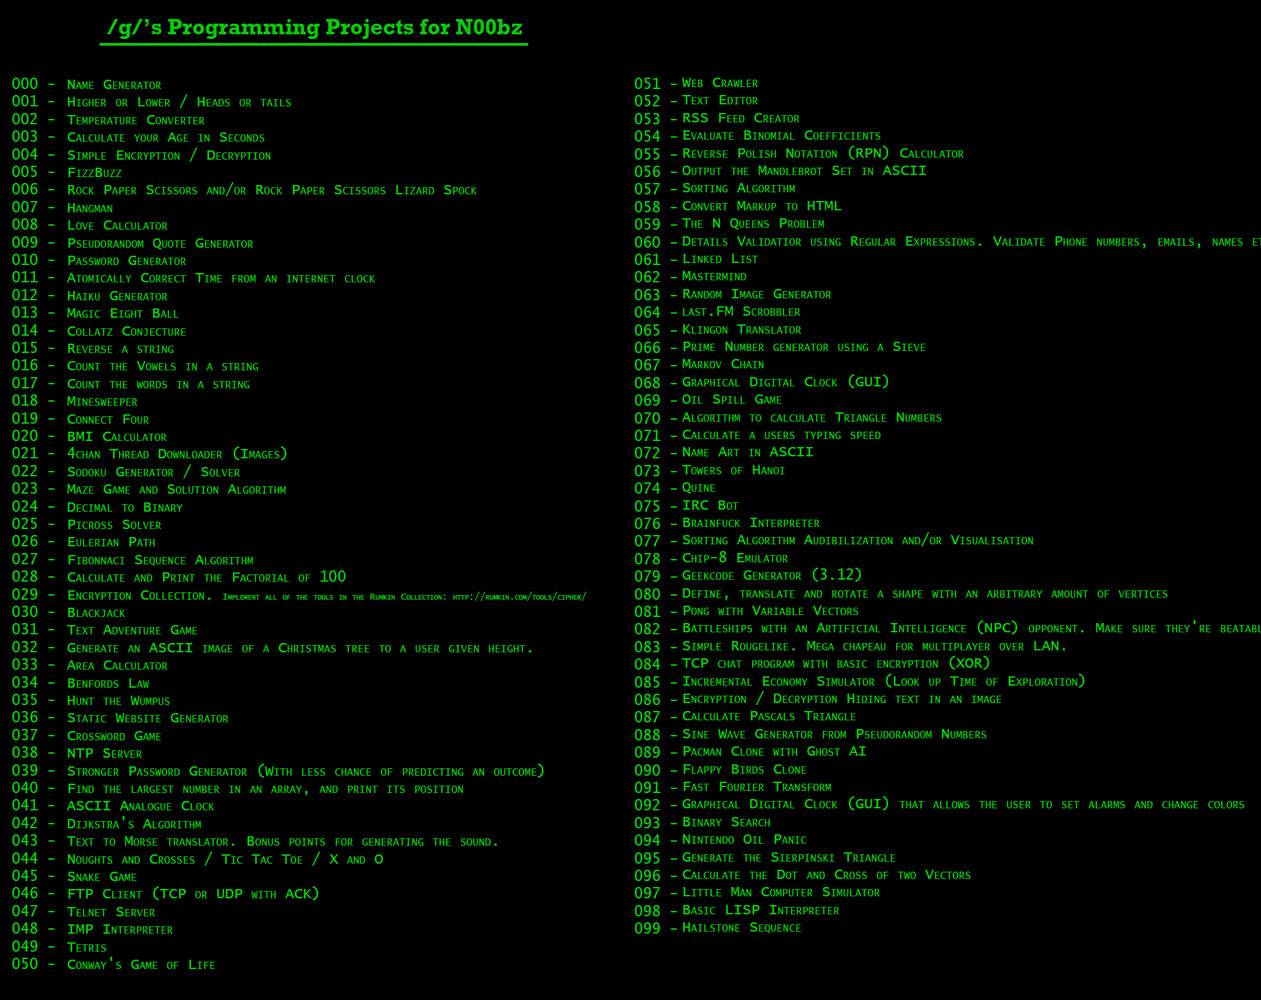 /g/'s Programming Projects for N00bz
000 - Name Generator
001 - Higher or Lower / Heads or tails
002 - Temperature Converter
003 - Calculate your Age in Seconds
004 - Simple Encryption / Decryption
005 - FizzBuzz
006 - Rock Paper Scissors and/or Rock Paper Scissors Lizard Spock
007 - Hangman
008 - Love Calculator
009 - Pseudorandom Quote Generator
010 - Password Generator
011 - Atomically Correct Time from an internet clock
012 - Haiku Generator
013 - Magic Eight Ball
014 - Collatz Conjecture
015 - Reverse a string
016 - Count the Vowels in a string
017 - Count the words in a string
018 - Minesweeper
019 - Connect Four
020 - BMI Calculator
021 - 4chan Thread Downloader (Images)
022 - Sodoku Generator / Solver
023 - Maze Game and Solution Algorithm
024 - Decimal to Binary
025 - Picross Solver
026 - Eulerian Path
027 - Fibonnaci Sequence Algorithm
028 - Calculate and Print the Factorial of 100
029 - Encryption Collection. Implement all of the tools in the Rumkin Collection: http://rumkin.com/tools/cipher/
030 - Blackjack
031 - Text Adventure Game
032 - Generate an ASCII image of a Christmas tree to a user given height.
033 - Area Calculator
034 - Benfords Law
035 - Hunt the Wumpus
036 - Static Website Generator
037 - Crossword Game
038 - NTP Server
039 - Stronger Password Generator (With less chance of predicting an outcome)
040 - Find the largest number in an array, and print its position
041 - ASCII Analogue Clock
042 - Dijkstra's Algorithm
043 - Text to Morse translator. Bonus points for generating the sound.
044 - Noughts and Crosses / Tic Tac Toe / X and O
045 - Snake Game
046 - FTP Client (TCP or UDP with ACK)
047 - Telnet Server
048 - IMP Interpreter
049 - Tetris
050 - Conway's Game of Life
051 - Web Crawler
052 - Text Editor
053 - RSS Feed Creator
054 - Evaluate Binomial Coefficients
055 - Reverse Polish Notation (RPN) Calculator
056 - Output the Mandlebrot Set in ASCII
057 - Sorting Algorithm
058 - Convert Markup to HTML
059 - The N Queens Problem
060 - Details Validatior using Regular Expressions. Validate Phone numbers, emails, names et
061 - Linked List
062 - Mastermind
063 - Random Image Generator
064 - last.FM Scrobbler
065 - Klingon Translator
066 - Prime Number generator using a Sieve
067 - Markov Chain
068 - Graphical Digital Clock (GUI)
069 - Oil Spill Game
070 - Algorithm to calculate Triangle Numbers
071 - Calculate a users typing speed
072 - Name Art in ASCII
073 - Towers of Hanoi
074 - Quine
075 - IRC Bot
076 - Brainfuck Interpreter
077 - Sorting Algorithm Audibilization and/or Visualisation
078 - Chip-8 Emulator
079 - Geekcode Generator (3.12)
080 - Define, translate and rotate a shape with an arbitrary amount of vertices
081 - Pong with Variable Vectors
082 - Battleships with an Artificial Intelligence (NPC) opponent. Make sure they're beatabl
083 - Simple Rougelike. Mega chapeau for multiplayer over LAN.
084 - TCP chat program with basic encryption (XOR)
085 - Incremental Economy Simulator (Look up Time of Exploration)
086 - Encryption / Decryption Hiding text in an image
087 - Calculate Pascals Triangle
088 - Sine Wave Generator from Pseudorandom Numbers
089 - Pacman Clone with Ghost AI
090 - Flappy Birds Clone
091 - Fast Fourier Transform
092 - Graphical Digital Clock (GUI) that allows the user to set alarms and change colors
093 - Binary Search
094 - Nintendo Oil Panic
095 - Generate the Sierpinski Triangle
096 - Calculate the Dot and Cross of two Vectors
097 - Little Man Computer Simulator
098 - Basic LISP Interpreter
099 - Hailstone Sequence